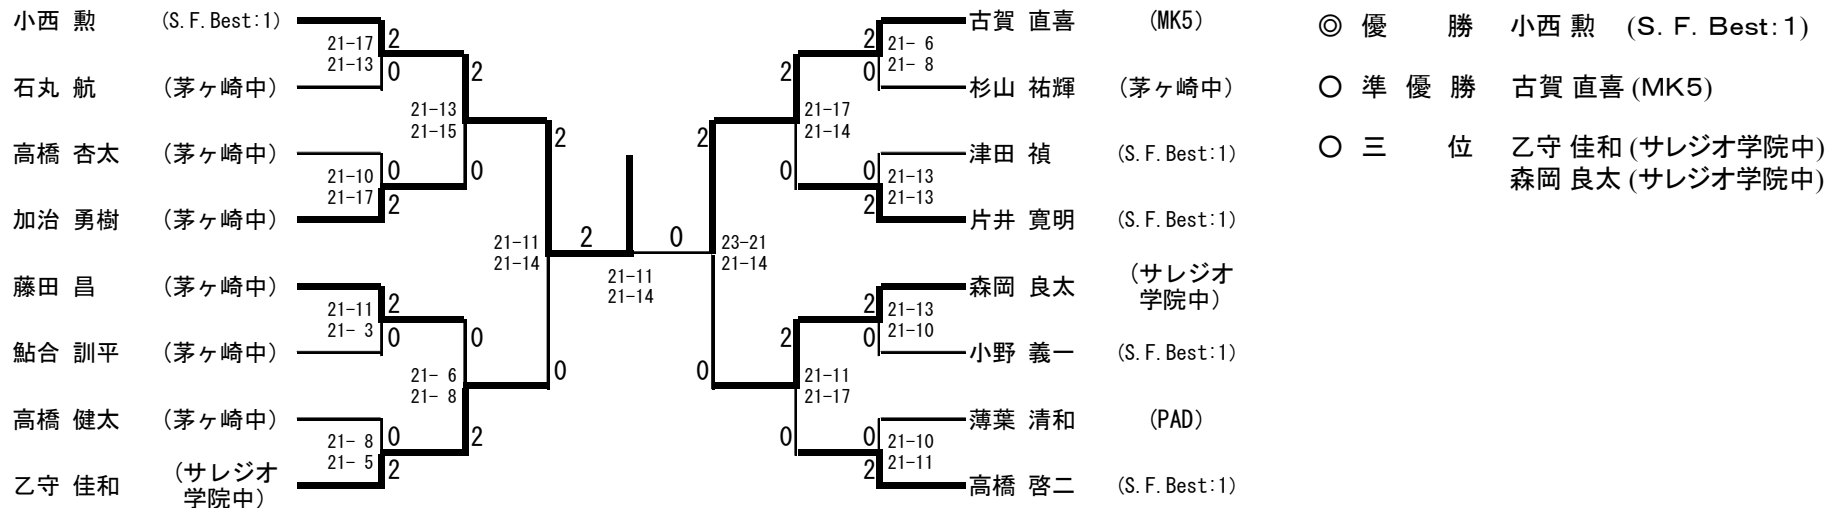 小西 勲 (S.F.Best:1)
21-17
21-13
2
0
石丸 航 (茅ヶ崎中)
21-13
21-15
2
0
高橋 杏太 (茅ヶ崎中)
21-10
21-17
0
2
加治 勇樹 (茅ヶ崎中)
21-11
21-14
2
0
藤田 昌 (茅ヶ崎中)
21-11
21- 3
2
0
鮎合 訓平 (茅ヶ崎中)
21- 6
21- 8
0
2
高橋 健太 (茅ヶ崎中)
21- 8
21- 5
0
2
乙守 佳和 (サレジオ
学院中)
2 0
21-11
21-14
古賀 直喜 (MK5)
2
0
21- 6
21- 8
杉山 祐輝 (茅ヶ崎中)
2
0
21-17
21-14
津田 禎 (S.F.Best:1)
0
2
21-13
21-13
片井 寛明 (S.F.Best:1)
2
0
23-21
21-14
森岡 良太 (サレジオ
学院中)
2
0
21-13
21-10
小野 義一 (S.F.Best:1)
2
0
21-11
21-17
薄葉 清和 (PAD)
0
2
21-10
21-11
高橋 啓二 (S.F.Best:1)
◎ 優 勝 小西 勲 (S. F. Best:1)
○ 準 優 勝 古賀 直喜 (MK5)
○ 三 位 乙守 佳和 (サレジオ学院中)
森岡 良太 (サレジオ学院中)